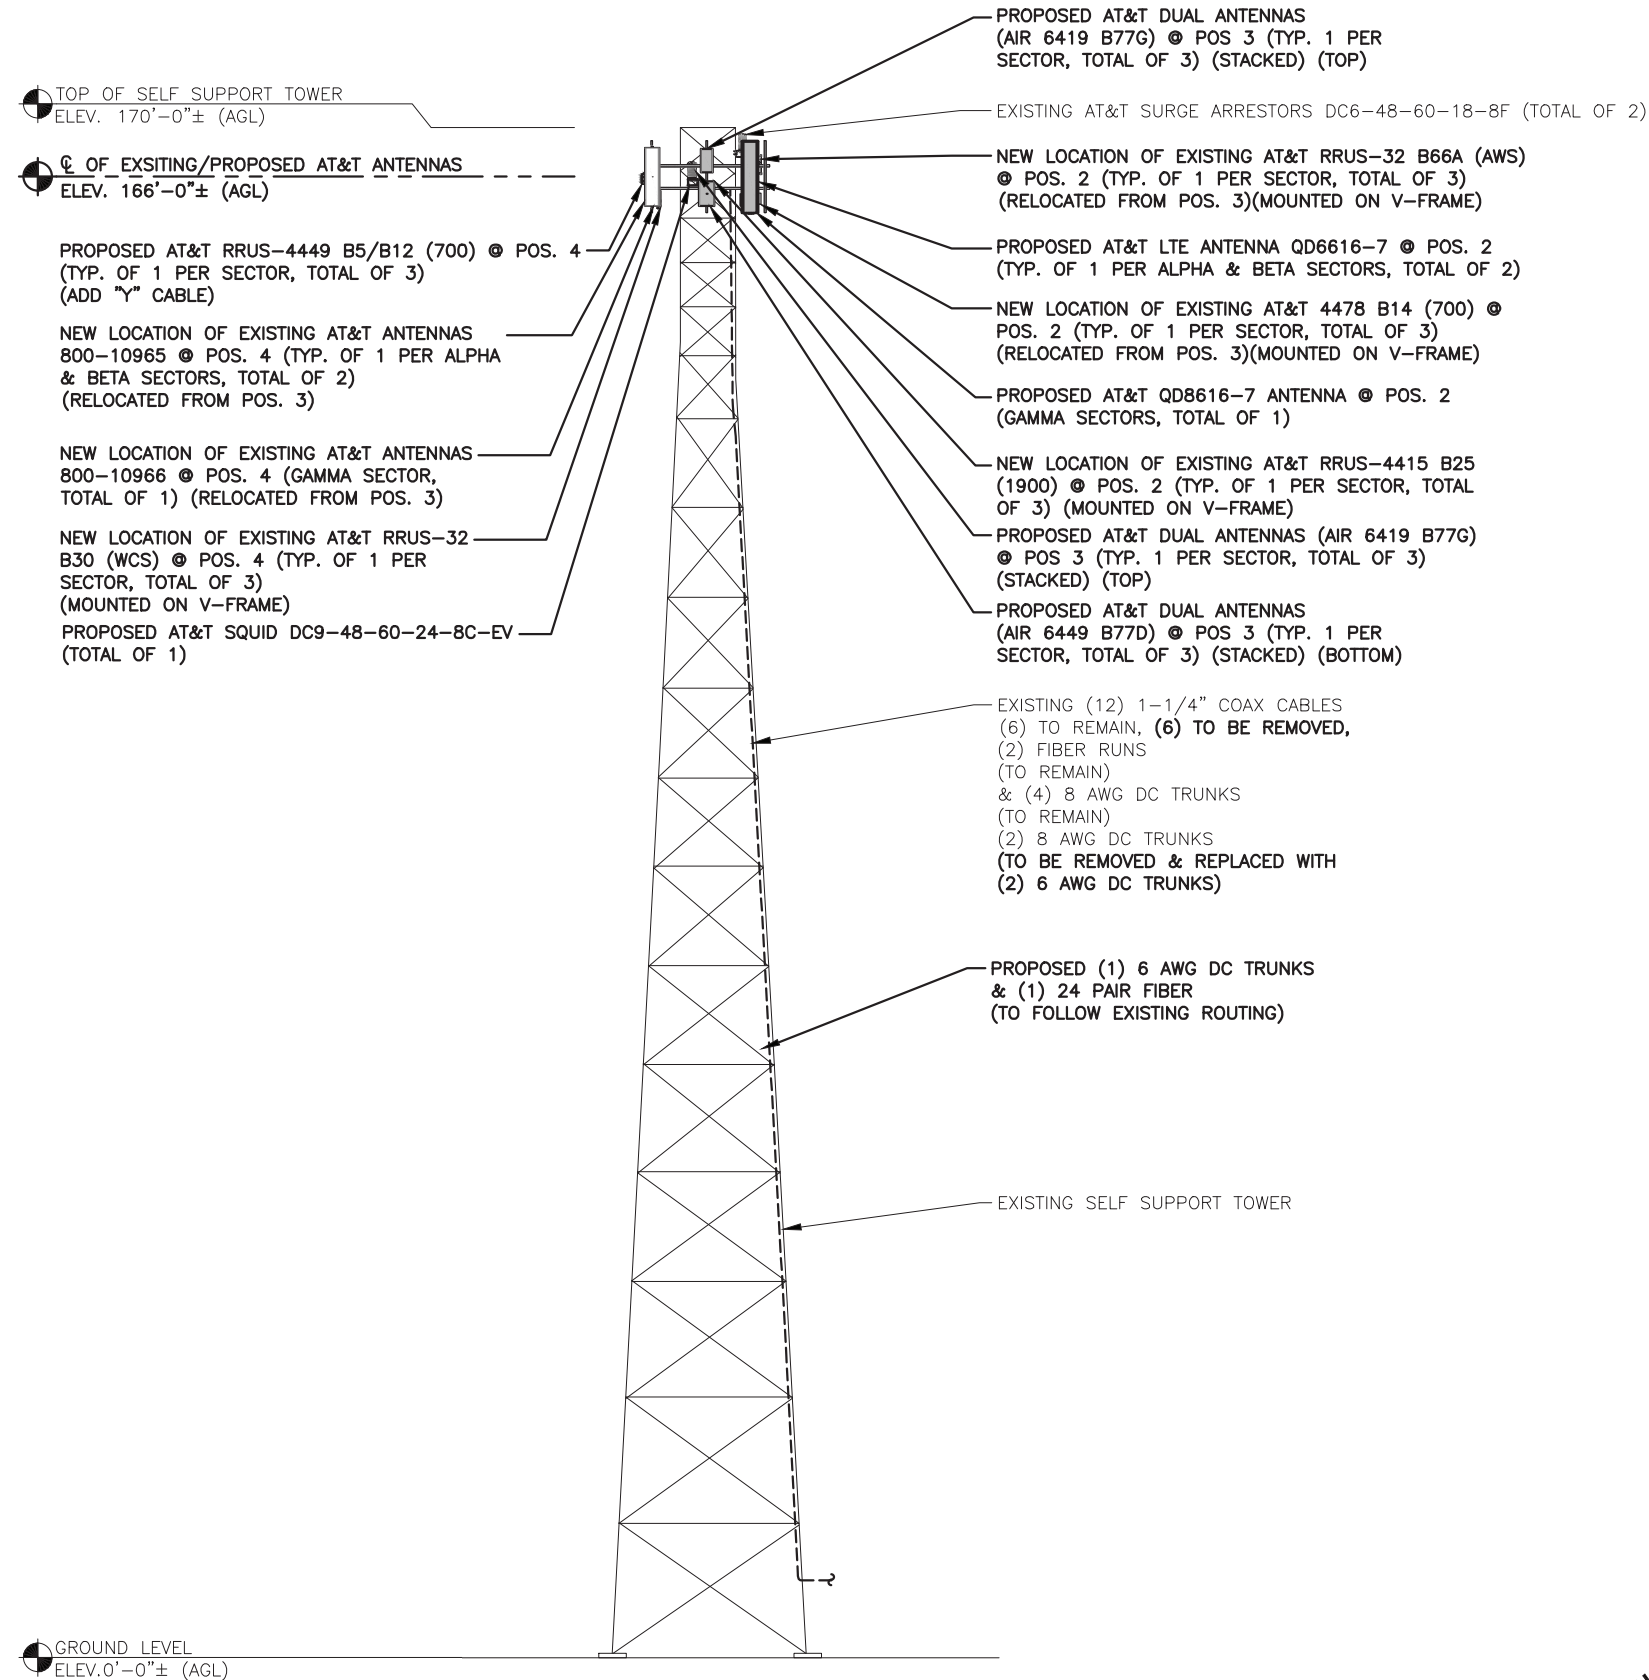 TOP OF SELF SUPPORT TOWER
ELEV. 170'-0"± (AGL)
℄ OF EXSITING/PROPOSED AT&T ANTENNAS
ELEV. 166'-0"± (AGL)
PROPOSED AT&T RRUS-4449 B5/B12 (700) @ POS. 4
(TYP. OF 1 PER SECTOR, TOTAL OF 3)
(ADD "Y" CABLE)
NEW LOCATION OF EXISTING AT&T ANTENNAS
800-10965 @ POS. 4 (TYP. OF 1 PER ALPHA
& BETA SECTORS, TOTAL OF 2)
(RELOCATED FROM POS. 3)
NEW LOCATION OF EXISTING AT&T ANTENNAS
800-10966 @ POS. 4 (GAMMA SECTOR,
TOTAL OF 1) (RELOCATED FROM POS. 3)
NEW LOCATION OF EXISTING AT&T RRUS-32
B30 (WCS) @ POS. 4 (TYP. OF 1 PER
SECTOR, TOTAL OF 3)
(MOUNTED ON V-FRAME)
PROPOSED AT&T SQUID DC9-48-60-24-8C-EV
(TOTAL OF 1)
PROPOSED AT&T DUAL ANTENNAS
(AIR 6419 B77G) @ POS 3 (TYP. 1 PER
SECTOR, TOTAL OF 3) (STACKED) (TOP)
EXISTING AT&T SURGE ARRESTORS DC6-48-60-18-8F (TOTAL OF 2)
NEW LOCATION OF EXISTING AT&T RRUS-32 B66A (AWS)
@ POS. 2 (TYP. OF 1 PER SECTOR, TOTAL OF 3)
(RELOCATED FROM POS. 3)(MOUNTED ON V-FRAME)
PROPOSED AT&T LTE ANTENNA QD6616-7 @ POS. 2
(TYP. OF 1 PER ALPHA & BETA SECTORS, TOTAL OF 2)
NEW LOCATION OF EXISTING AT&T 4478 B14 (700) @
POS. 2 (TYP. OF 1 PER SECTOR, TOTAL OF 3)
(RELOCATED FROM POS. 3)(MOUNTED ON V-FRAME)
PROPOSED AT&T QD8616-7 ANTENNA @ POS. 2
(GAMMA SECTORS, TOTAL OF 1)
NEW LOCATION OF EXISTING AT&T RRUS-4415 B25
(1900) @ POS. 2 (TYP. OF 1 PER SECTOR, TOTAL
OF 3) (MOUNTED ON V-FRAME)
PROPOSED AT&T DUAL ANTENNAS (AIR 6419 B77G)
@ POS 3 (TYP. 1 PER SECTOR, TOTAL OF 3)
(STACKED) (TOP)
PROPOSED AT&T DUAL ANTENNAS
(AIR 6449 B77D) @ POS 3 (TYP. 1 PER
SECTOR, TOTAL OF 3) (STACKED) (BOTTOM)
EXISTING (12) 1-1/4" COAX CABLES
(6) TO REMAIN, (6) TO BE REMOVED,
(2) FIBER RUNS
(TO REMAIN)
& (4) 8 AWG DC TRUNKS
(TO REMAIN)
(2) 8 AWG DC TRUNKS
(TO BE REMOVED & REPLACED WITH
(2) 6 AWG DC TRUNKS)
PROPOSED (1) 6 AWG DC TRUNKS
& (1) 24 PAIR FIBER
(TO FOLLOW EXISTING ROUTING)
EXISTING SELF SUPPORT TOWER
GROUND LEVEL
ELEV.0'-0"± (AGL)